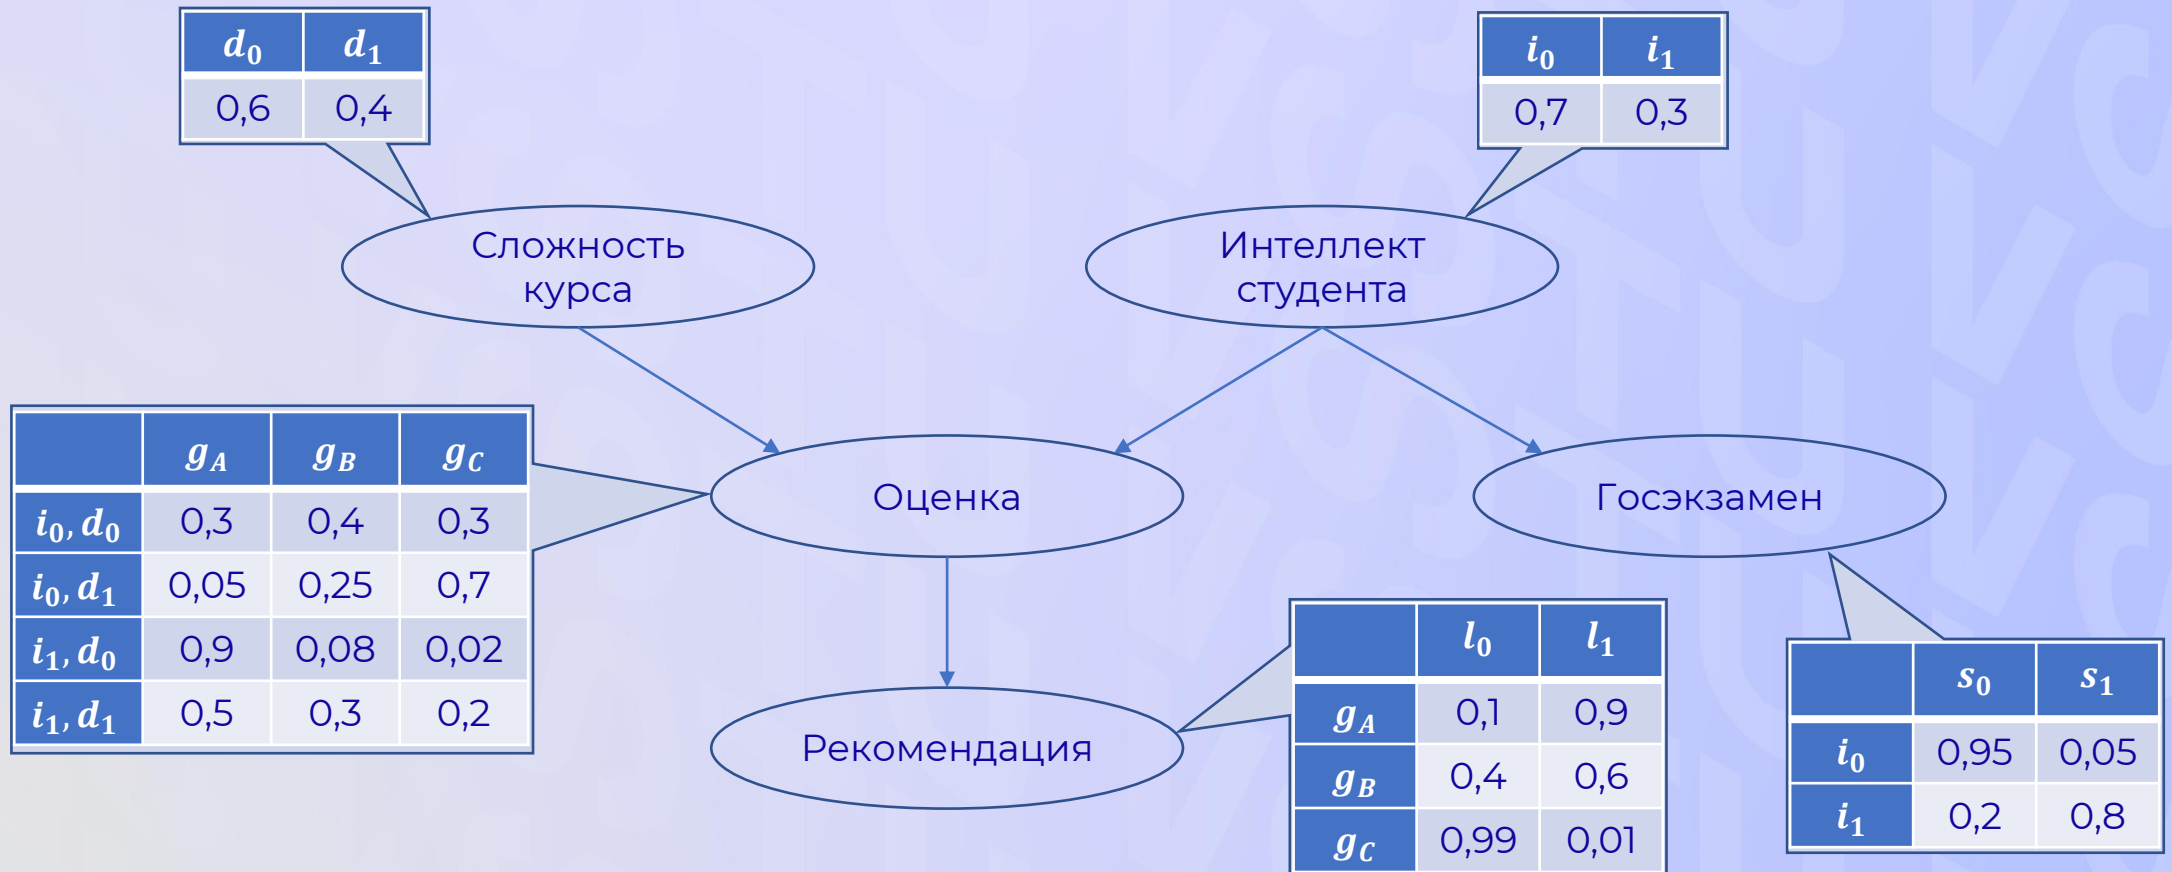 d₀ d₁
0,6 0,4
i₀ i₁
0,7 0,3
Сложность
курса
Интеллект
студента
g_A g_B g_C
i₀, d₀ 0,3 0,4 0,3
i₀, d₁ 0,05 0,25 0,7
i₁, d₀ 0,9 0,08 0,02
i₁, d₁ 0,5 0,3 0,2
Оценка
Госэкзамен
Рекомендация
l₀ l₁
g_A 0,1 0,9
g_B 0,4 0,6
g_C 0,99 0,01
s₀ s₁
i₀ 0,95 0,05
i₁ 0,2 0,8